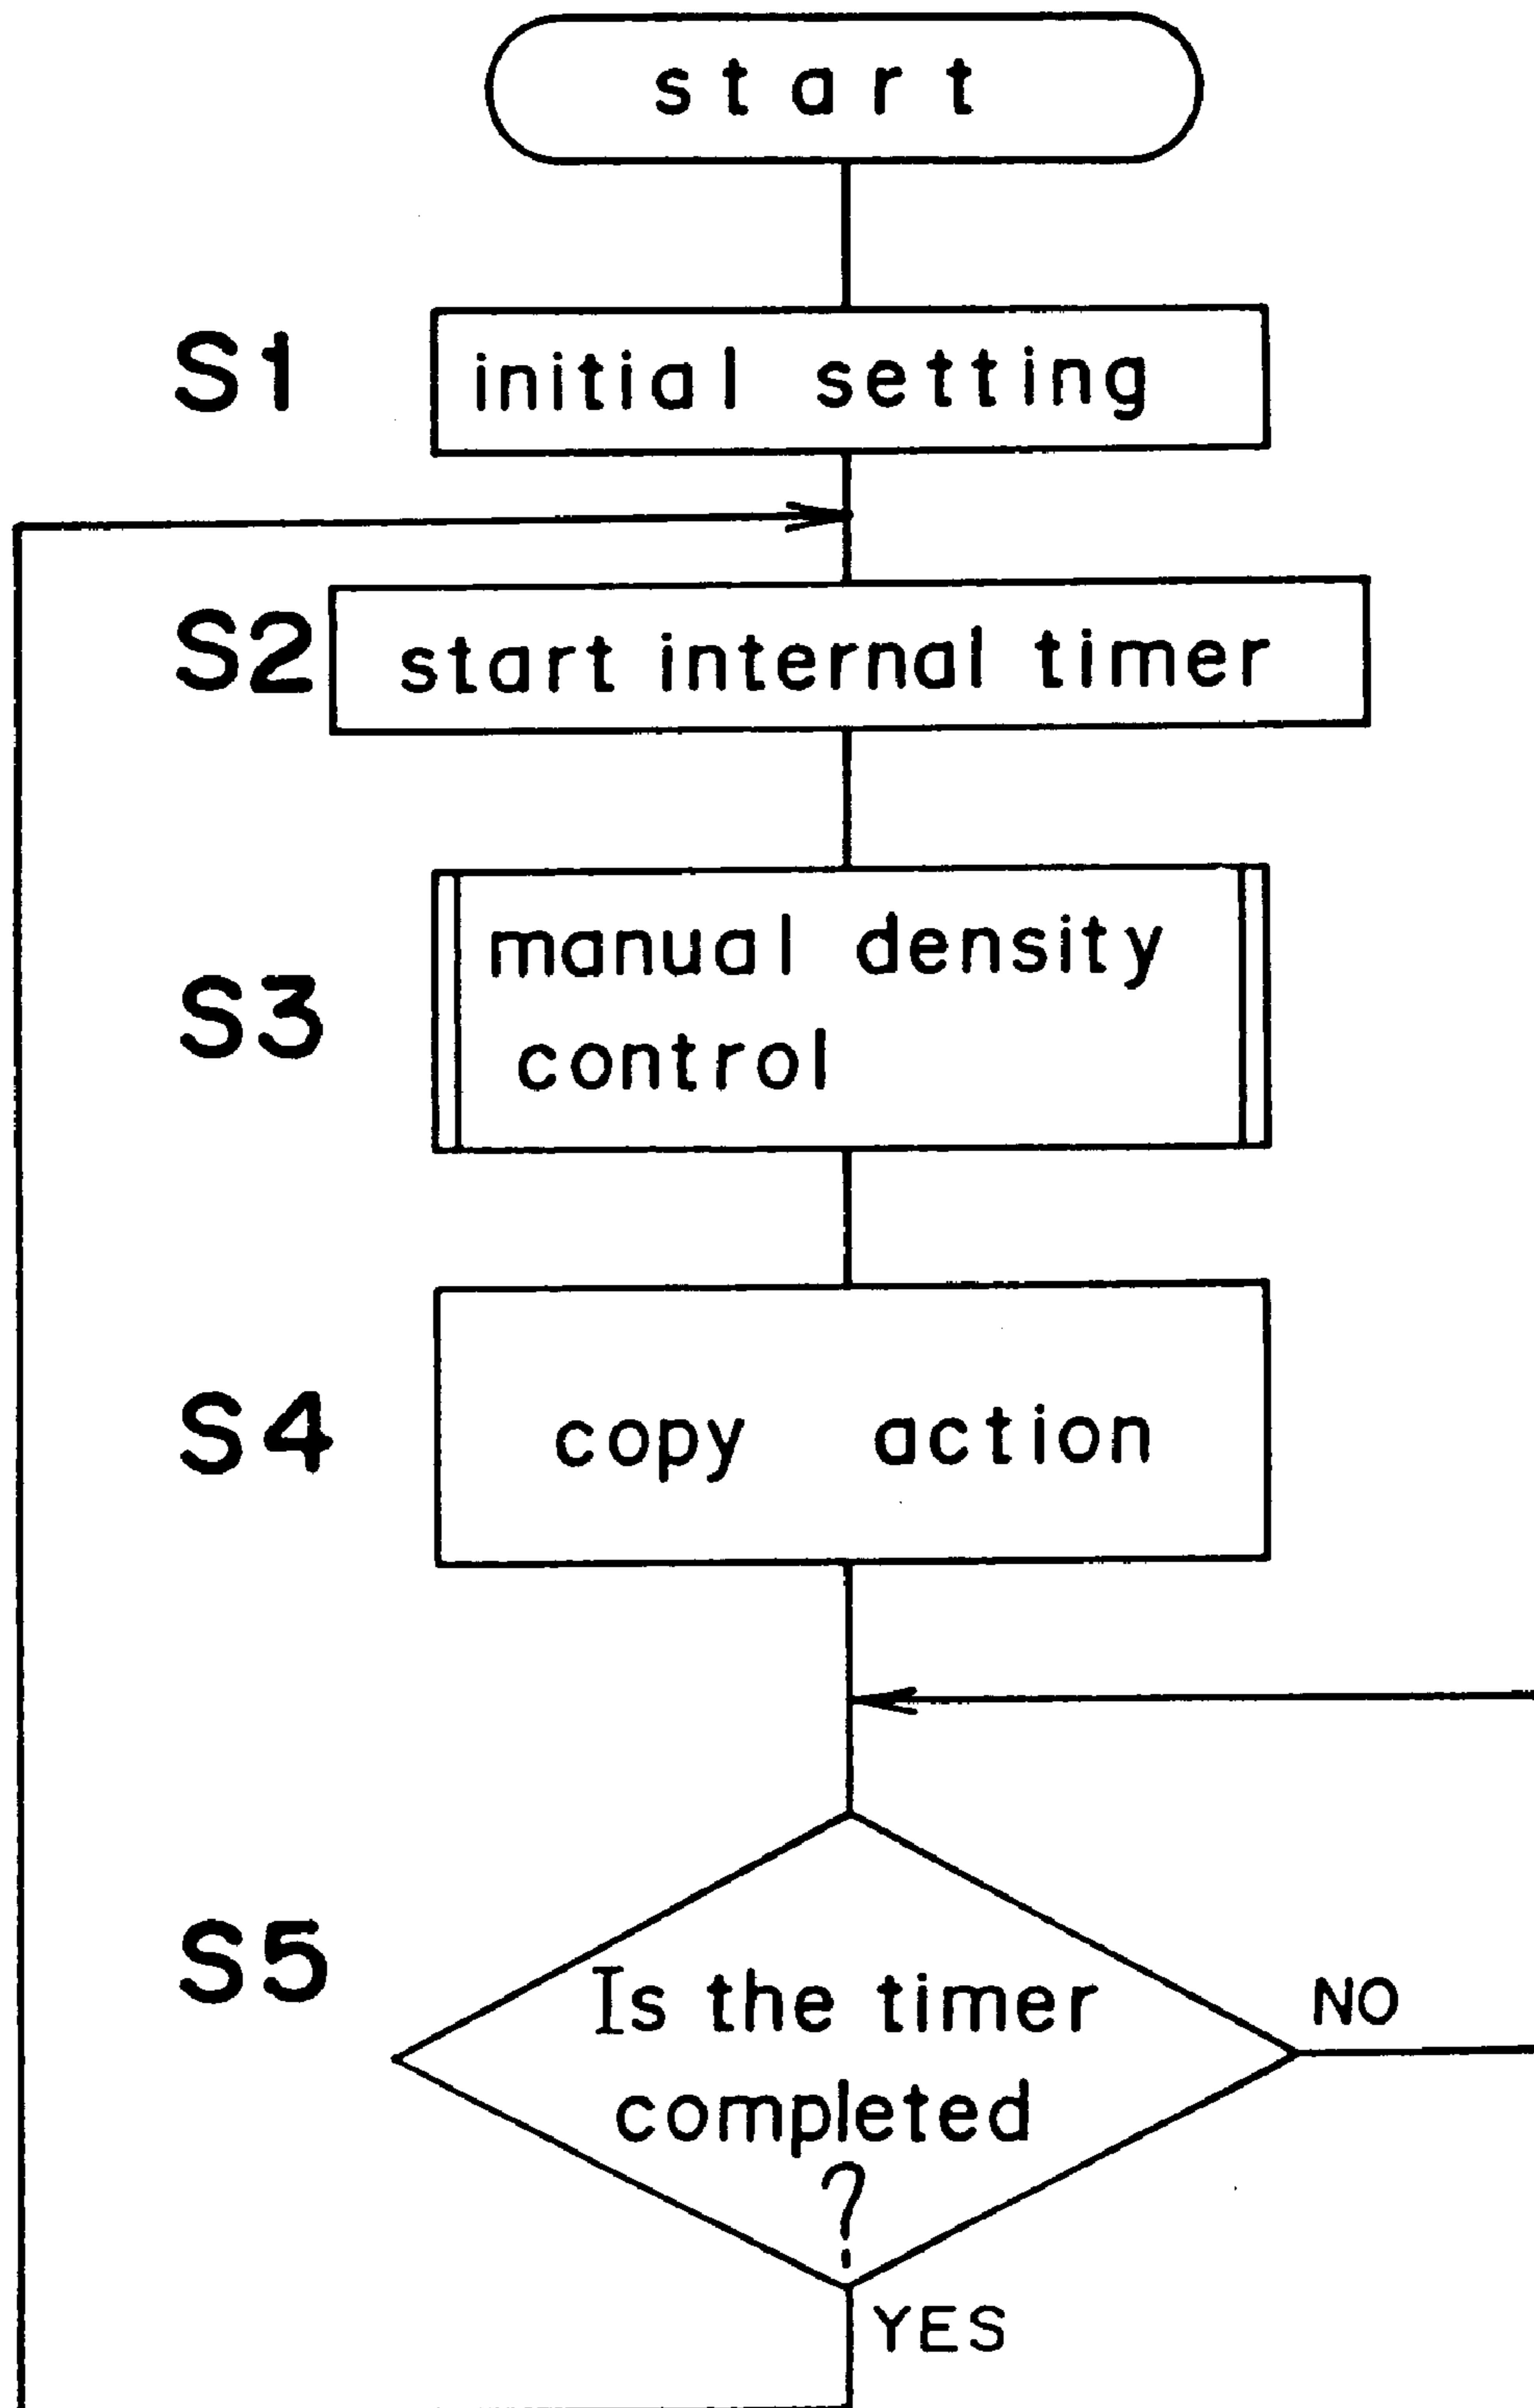 start
S1
initial setting
S2
start internal timer
S3
manual density
control
S4
copy action
S5
Is the timer
completed
?
NO
YES